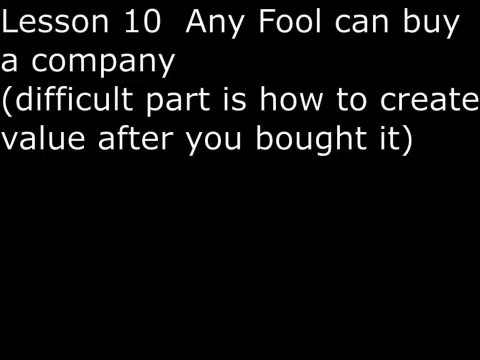 Lesson 10  Any Fool can buy
a company
(difficult part is how to create
value after you bought it)